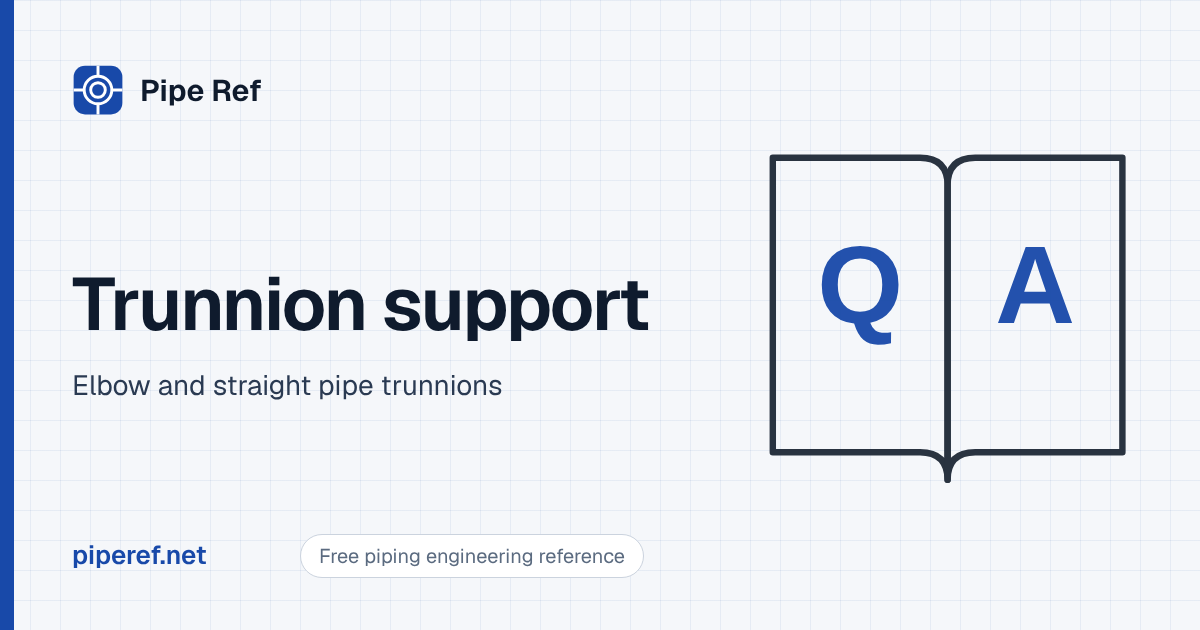 Pipe Ref
Trunnion support
Elbow and straight pipe trunnions
Q A
piperef.net
Free piping engineering reference